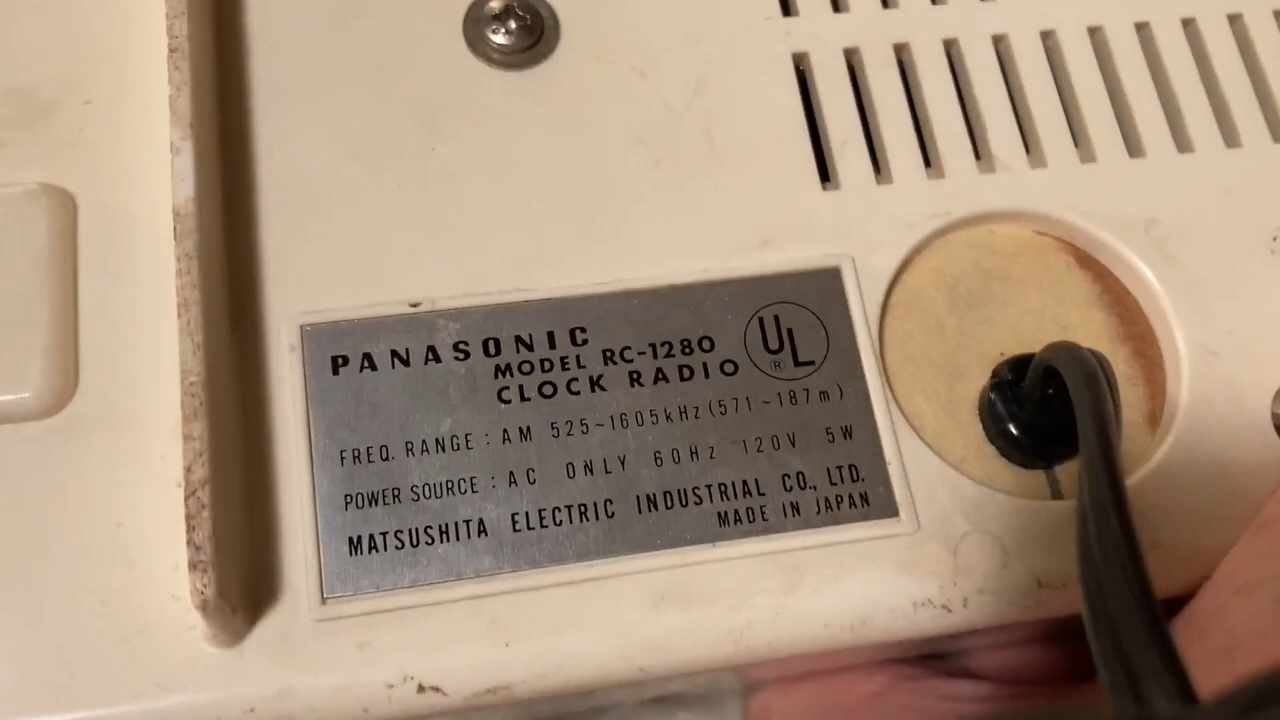 PANASONIC
MODEL RC-1280
CLOCK RADIO
UL
®
FREQ. RANGE : AM 525~1605kHz (571~187m)
POWER SOURCE : AC ONLY 60Hz 120V 5W
MATSUSHITA ELECTRIC INDUSTRIAL CO., LTD.
MADE IN JAPAN